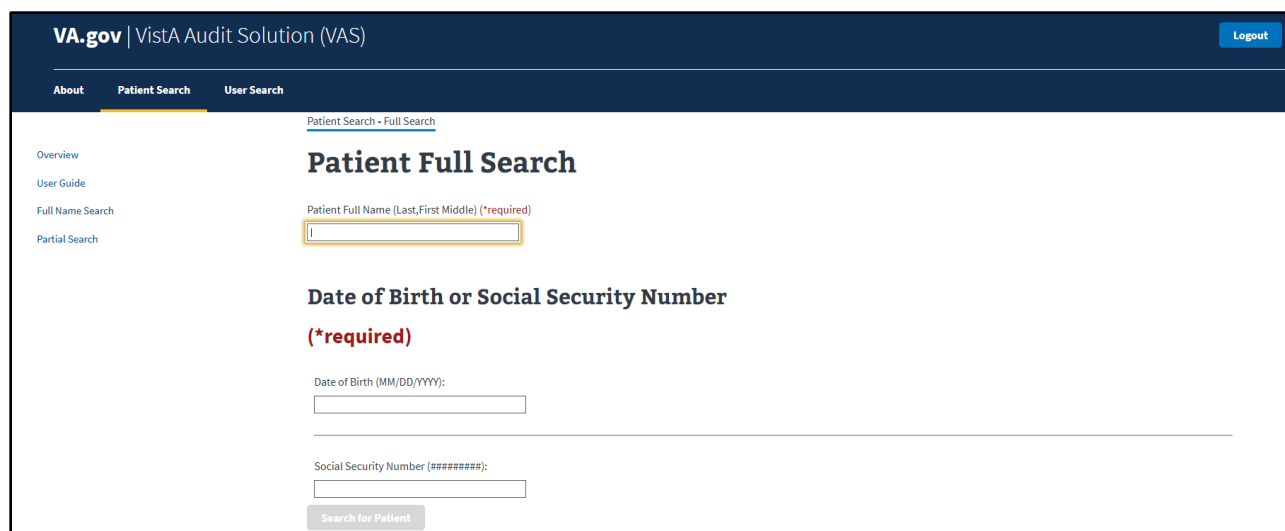 VA.gov | VistA Audit Solution (VAS)
Logout
About
Patient Search
User Search
Patient Search - Full Search
Overview
User Guide
Full Name Search
Partial Search
Patient Full Search
Patient Full Name (Last,First Middle) (*required)
Date of Birth or Social Security Number
(*required)
Date of Birth (MM/DD/YYYY):
Social Security Number (#########):
Search for Patient